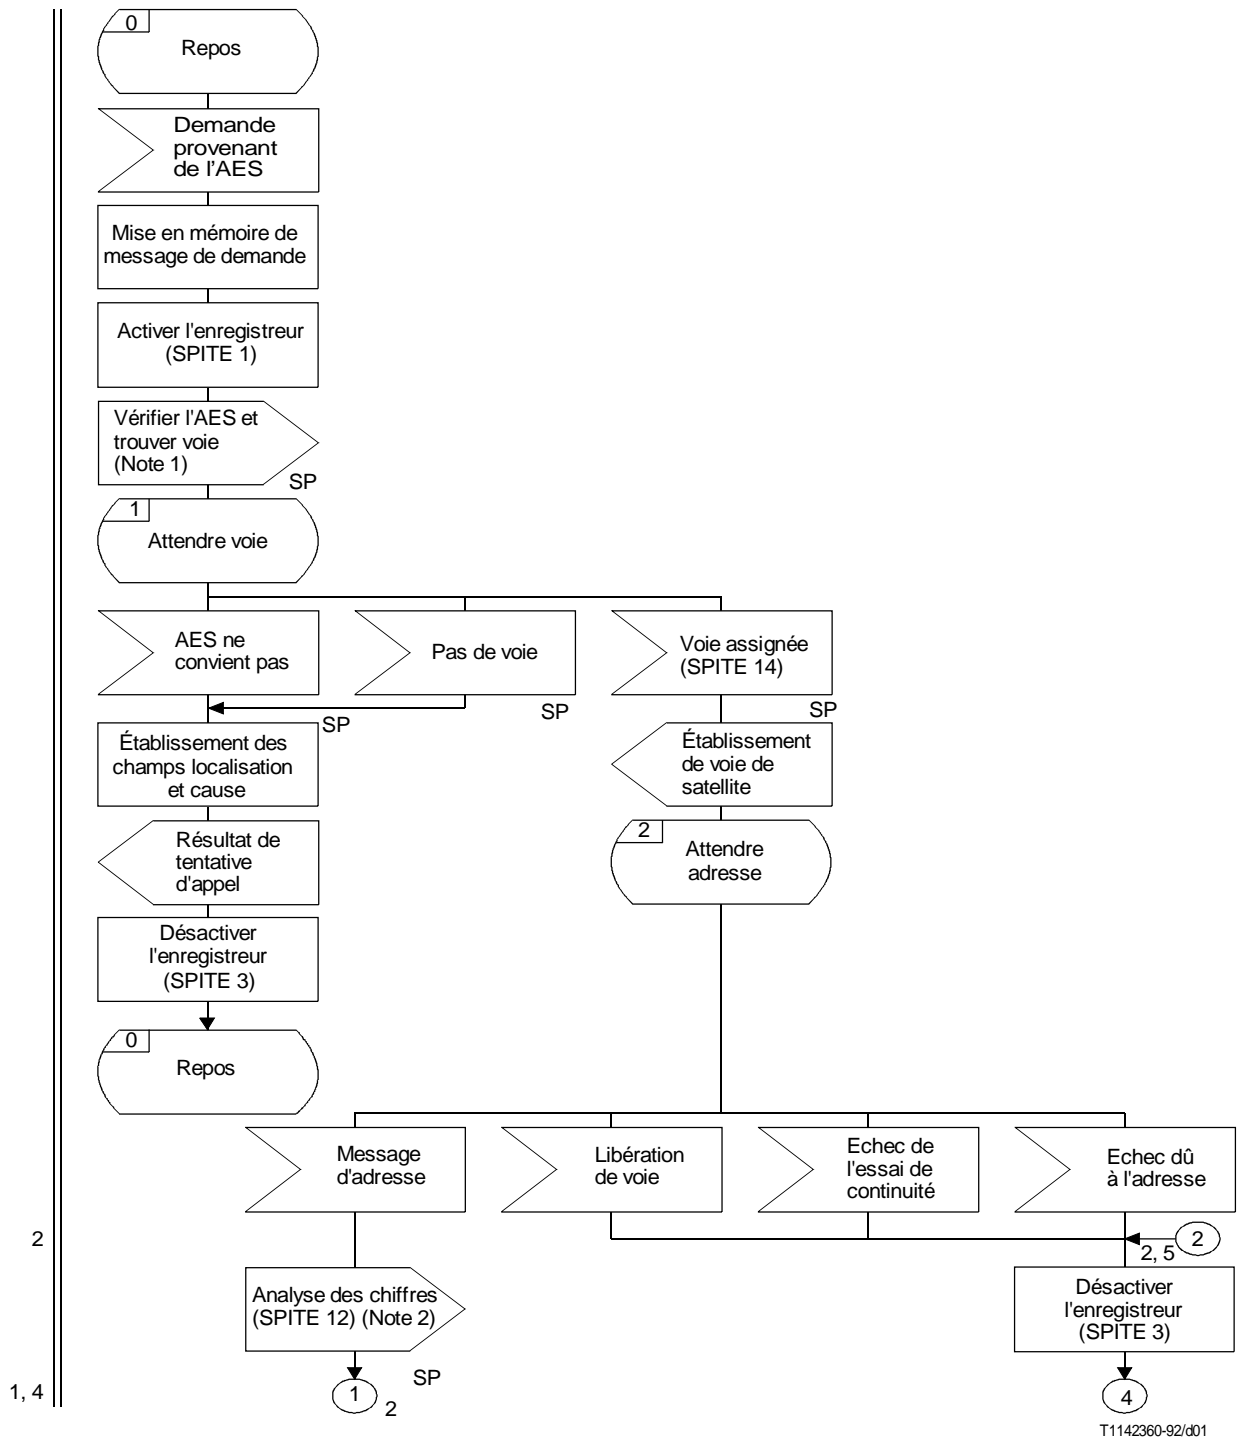 0
Repos
Demande
provenant
de l’AES
Mise en mémoire de
message de demande
Activer l'enregistreur
(SPITE 1)
Vérifier l'AES et
trouver voie
(Note 1)
SP
1
Attendre voie
AES ne
convient pas
Pas de voie
Voie assignée
(SPITE 14)
SP
SP
SP
Établissement des
champs localisation
et cause
Établissement
de voie de
satellite
Résultat de
tentative
d'appel
2
Attendre
adresse
Désactiver
l'enregistreur
(SPITE 3)
0
Repos
Message
d'adresse
Libération
de voie
Echec de
l'essai de
continuité
Echec dû
à l'adresse
2
2
2, 5
Analyse des chiffres
(SPITE 12) (Note 2)
SP
Désactiver
l'enregistreur
(SPITE 3)
1, 4
1
2
4
T1142360-92/d01